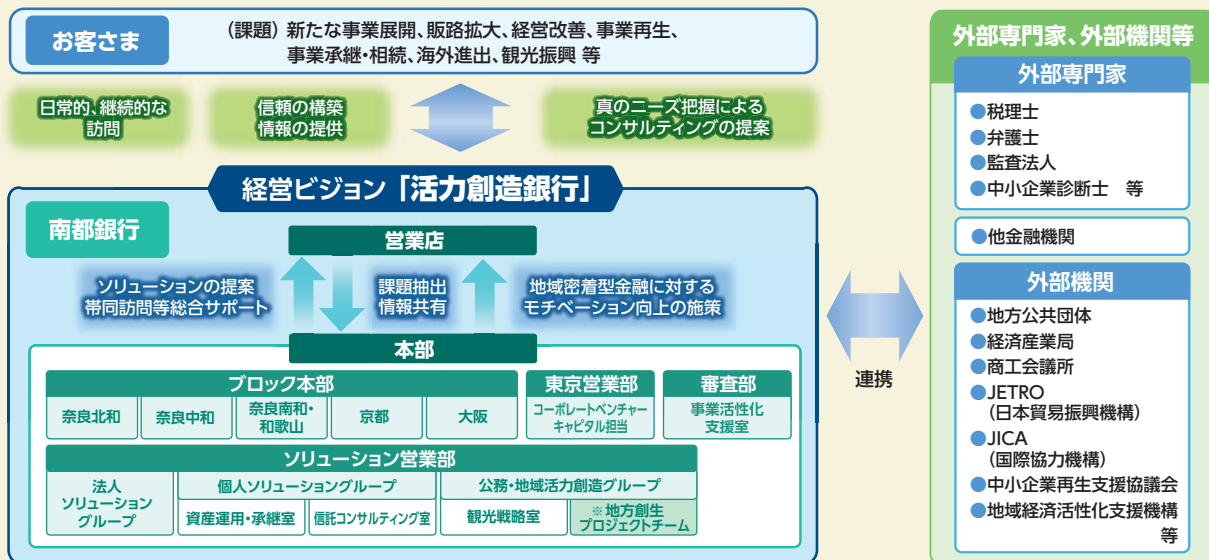 お客さま
(課題) 新たな事業展開、販路拡大、経営改善、事業再生、
事業承継・相続、海外進出、観光振興 等
日常的、継続的な
訪問
信頼の構築
情報の提供
真のニーズ把握による
コンサルティングの提案
経営ビジョン「活力創造銀行」
南都銀行
営業店
ソリューションの提案
帯同訪問等総合サポート
課題抽出
情報共有
地域密着型金融に対する
モチベーション向上の施策
本部
ブロック本部
奈良北和
奈良中和
奈良南和・
和歌山
京都
大阪
東京営業部
コーポレートベンチャー
キャピタル担当
審査部
事業活性化
支援室
ソリューション営業部
法人
ソリューション
グループ
個人ソリューショングループ
資産運用・承継室
信託コンサルティング室
公務・地域活力創造グループ
観光戦略室
※地方創生
プロジェクトチーム
連携
外部専門家、外部機関等
外部専門家
●税理士
●弁護士
●監査法人
●中小企業診断士 等
●他金融機関
外部機関
●地方公共団体
●経済産業局
●商工会議所
●JETRO
(日本貿易振興機構)
●JICA
(国際協力機構)
●中小企業再生支援協議会
●地域経済活性化支援機構
等